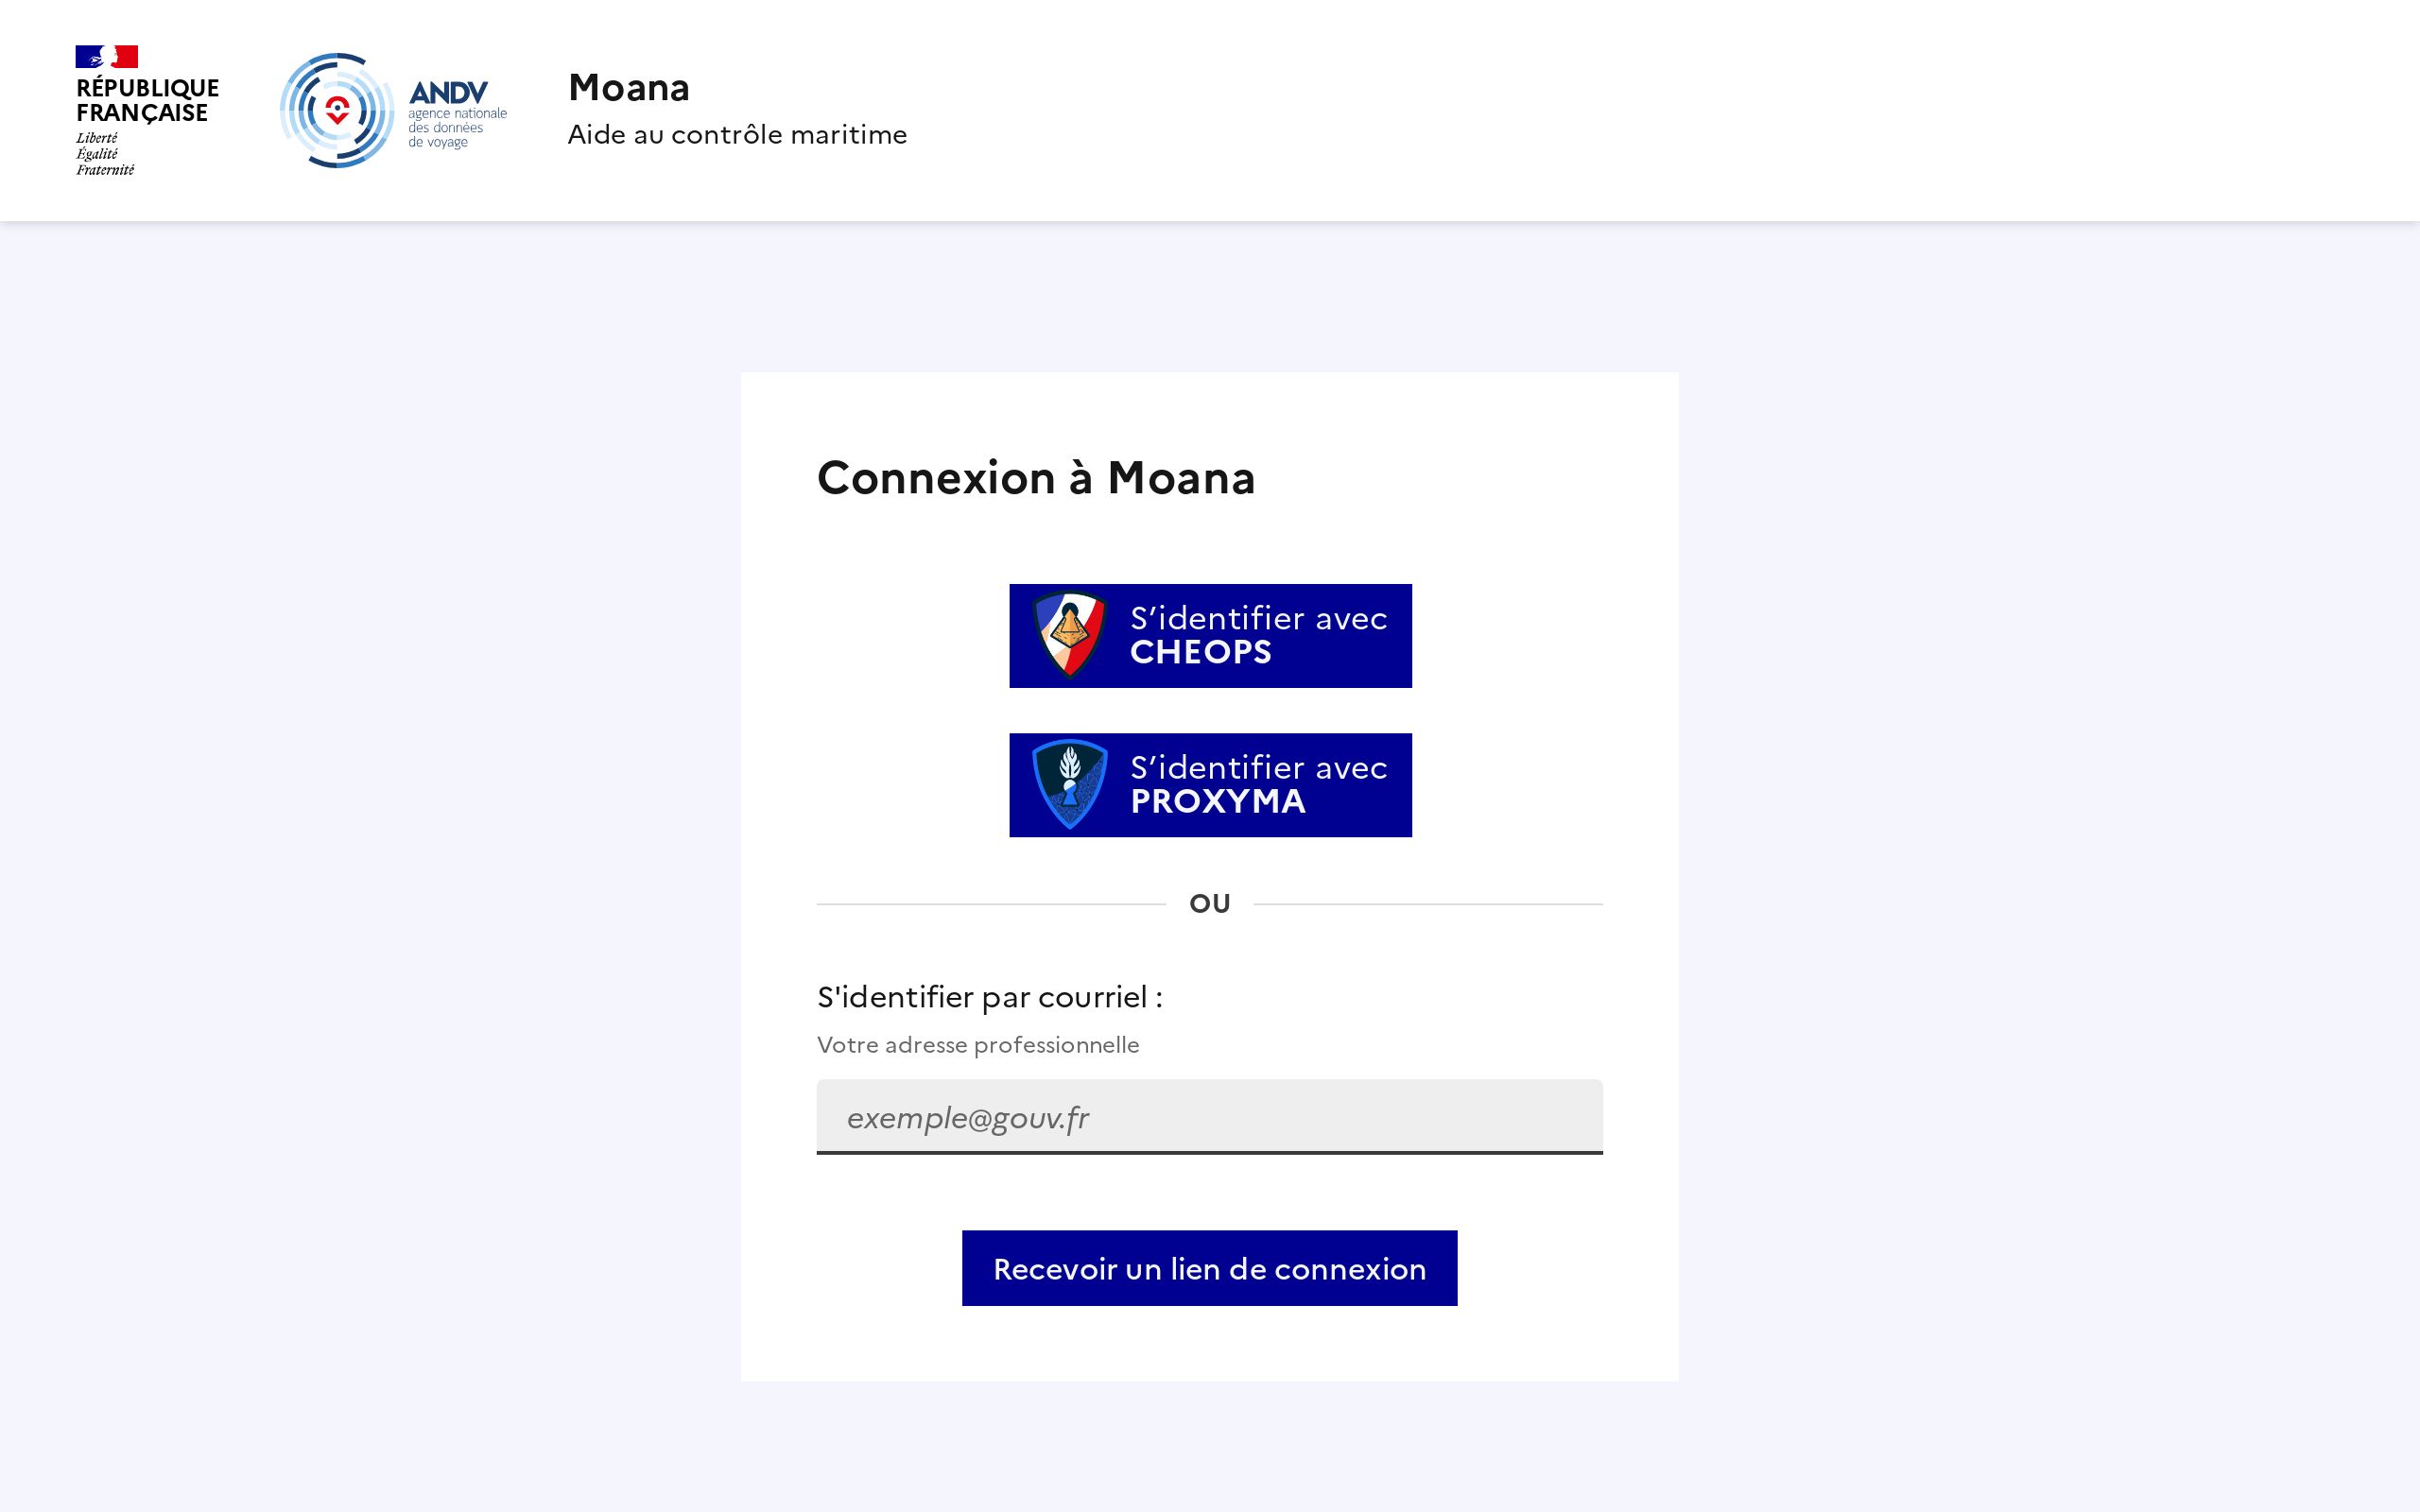 RÉPUBLIQUE
FRANÇAISE
Liberté
Égalité
Fraternité
ANDV
agence nationale
des données
de voyage
Moana
Aide au contrôle maritime
Connexion à Moana
S’identifier avec
CHEOPS
S’identifier avec
PROXYMA
OU
S'identifier par courriel :
Votre adresse professionnelle
exemple@gouv.fr
Recevoir un lien de connexion